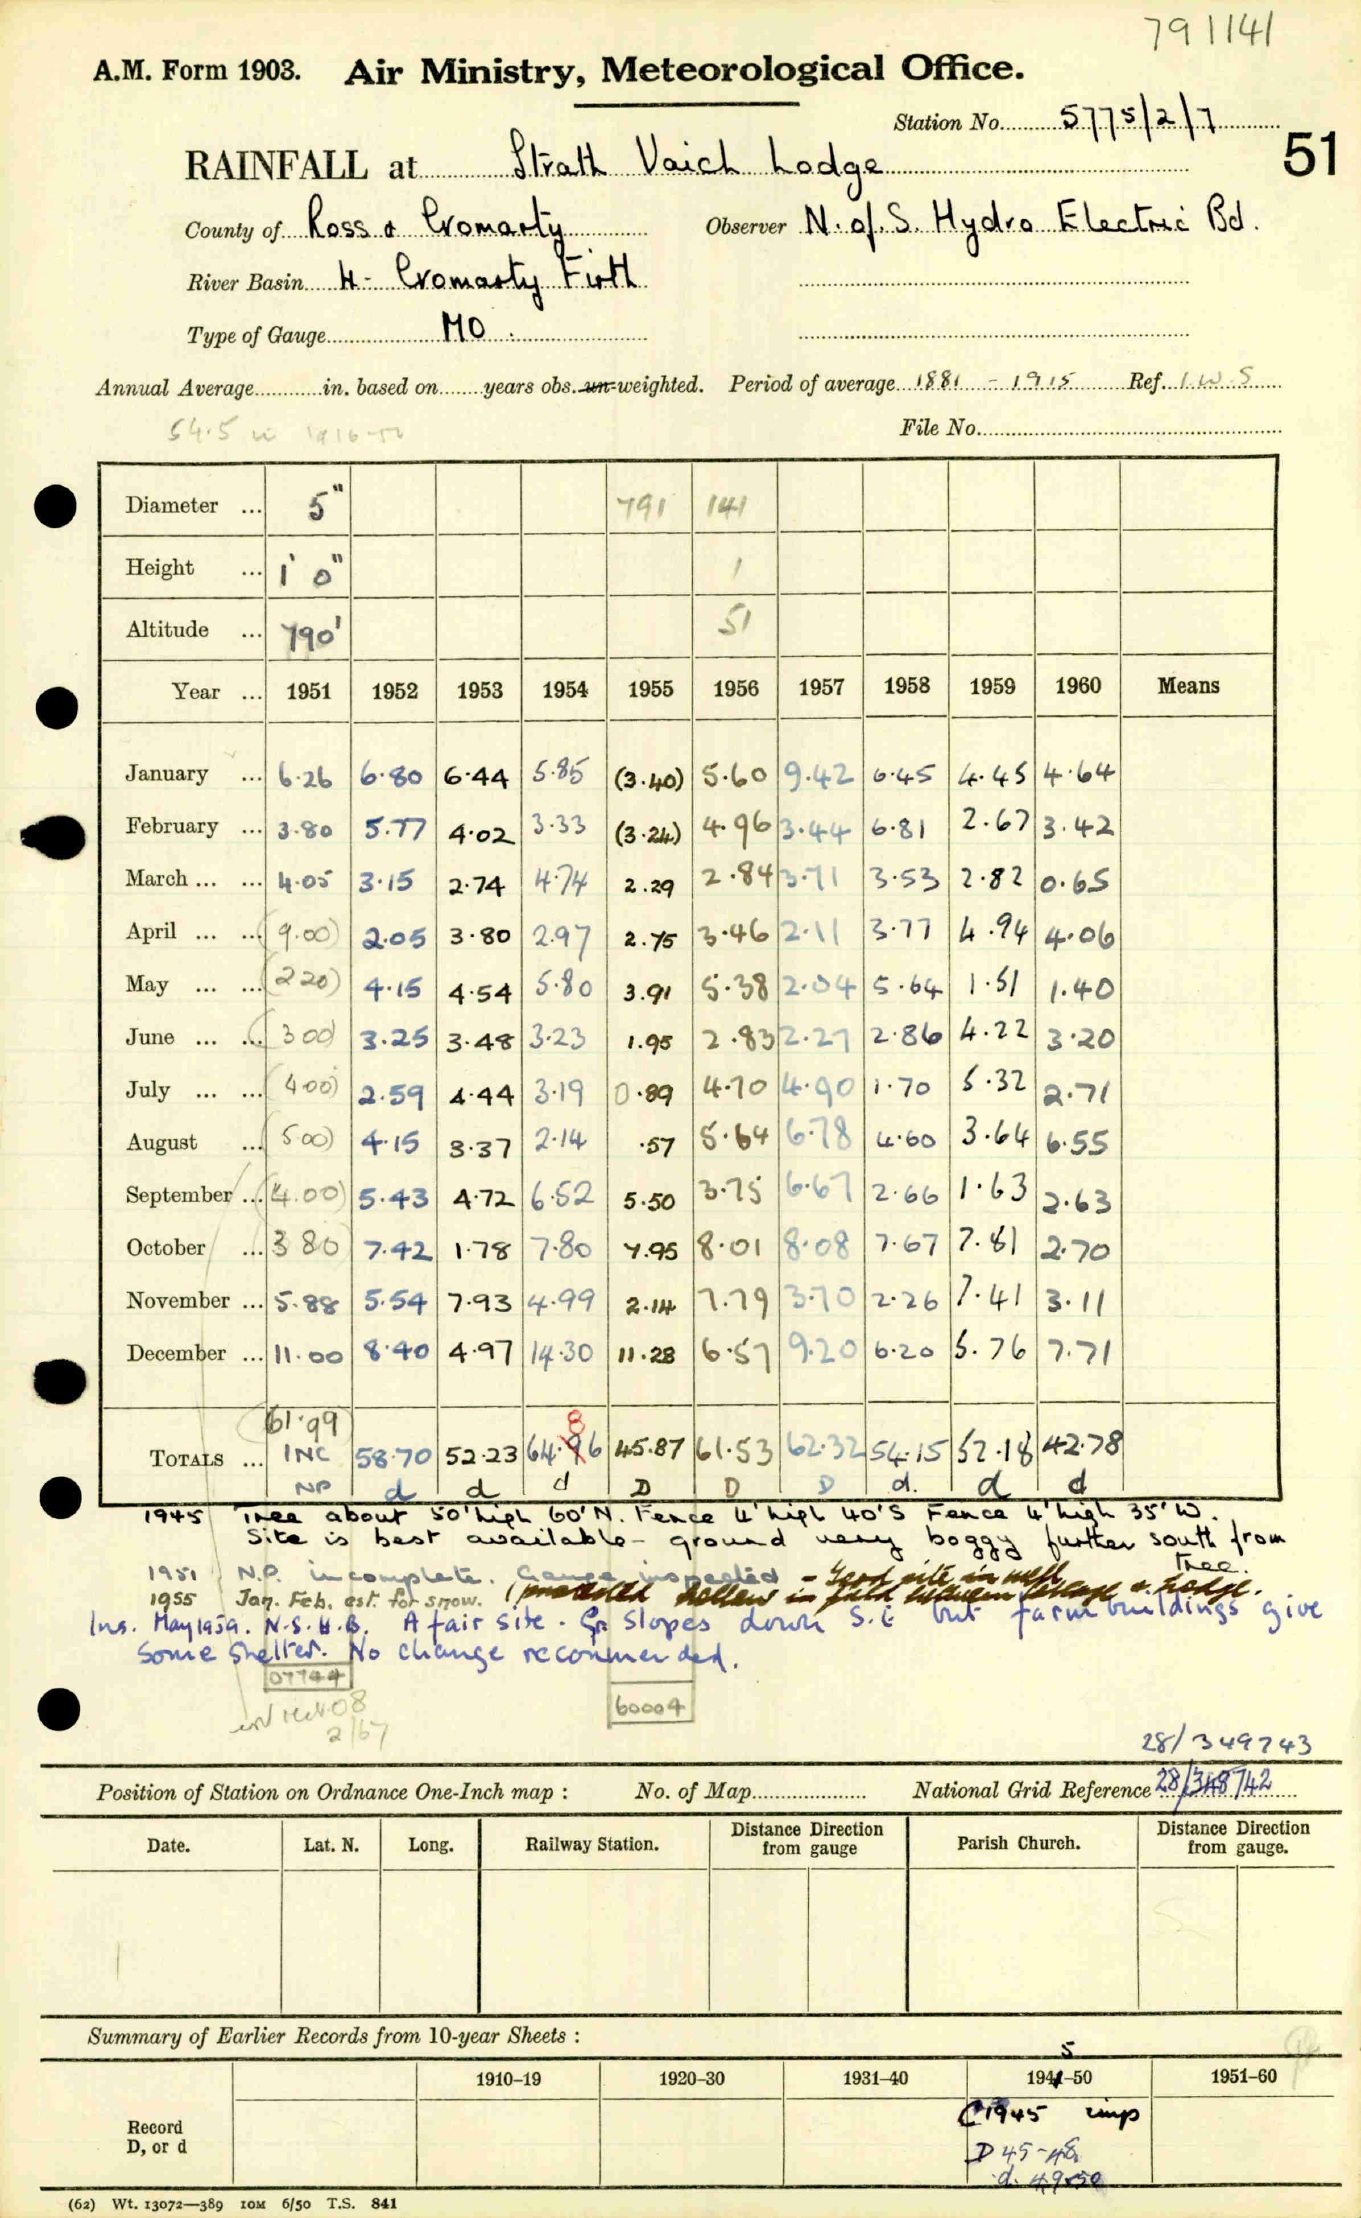 791141
A.M. Form 1903. Air Ministry, Meteorological Office.
Station No. 5775/2/7
51
RAINFALL at Strath Vaich Lodge
County of Ross & Cromarty Observer N. of S. Hydro Electric Bd.
River Basin 4 - Cromarty Firth
Type of Gauge MO.
Annual Average in. based on years obs. un-weighted. Period of average 1881 - 1915 Ref. I.W.S
54.5 in 1916-50
File No.
Diameter ... 5" 791 141
Height ... 1' 0" 1
Altitude ... 790' 51
Year ... 1951 1952 1953 1954 1955 1956 1957 1958 1959 1960 Means
January ... 6.26 6.80 6.44 5.85 (3.40) 5.60 9.42 6.45 4.45 4.64
February ... 3.80 5.77 4.02 3.33 (3.24) 4.96 3.44 6.81 2.67 3.42
March ... ... 4.05 3.15 2.74 4.74 2.29 2.84 3.71 3.53 2.82 0.65
April ... ... (9.00) 2.05 3.80 2.97 2.75 3.46 2.11 3.77 4.94 4.06
May ... ... (2 20) 4.15 4.54 5.80 3.91 5.38 2.04 5.64 1.51 1.40
June ... ... (3 00) 3.25 3.48 3.23 1.95 2.83 2.27 2.86 4.22 3.20
July ... ... (4.00) 2.59 4.44 3.19 0.89 4.70 4.90 1.70 5.32 2.71
August ... (5 00) 4.15 3.37 2.14 .57 5.64 6.78 4.60 3.64 6.55
September ... (4.00) 5.43 4.72 6.52 5.50 3.75 6.67 2.66 1.63 2.63
October ... (3 80) 7.42 1.78 7.80 7.95 8.01 8.08 7.67 7.81 2.70
November ... 5.88 5.54 7.93 4.99 2.14 7.79 3.70 2.26 7.41 3.11
December ... 11.00 8.40 4.97 14.30 11.28 6.57 9.20 6.20 5.76 7.71
(61.99) 8
TOTALS ... INC 58.70 52.23 64.96 45.87 61.53 62.32 54.15 52.18 42.78
NP d d d D D D d. d d
1945 Tree about 50' high 60' N. Fence 4' high 40' S Fence 4' high 35' W.
Site is best available - ground very boggy further south from tree.
1951 N.P. incomplete. Gauge inspected - Good site in
1955 Jan. Feb. est. for snow. (protected hollow in field between & Lodge.
Ins. May 1959. N.S.H.B. A fair site. Gr. slopes down S.E but farm buildings give
some shelter. No change recommended.
07744
60004
2/67
28/349743
Position of Station on Ordnance One-Inch map : No. of Map National Grid Reference 28/348742
Date. Lat. N. Long. Railway Station. Distance Direction from gauge Parish Church. Distance Direction from gauge.
Summary of Earlier Records from 10-year Sheets :
5
1910–19 1920–30 1931–40 1941–50 1951–60
Record
D, or d
C1945 imp
D 45-48
d. 49-50
(62) Wt. 13072—389 10M 6/50 T.S. 841